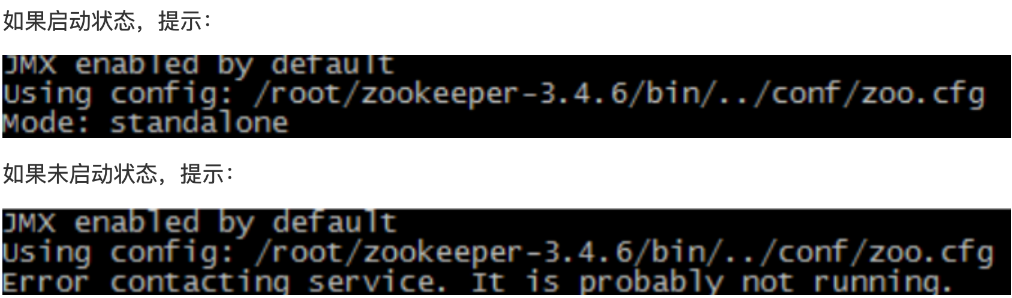 如果启动状态，提示：
JMX enabled by default
Using config: /root/zookeeper-3.4.6/bin/../conf/zoo.cfg
Mode: standalone
如果未启动状态，提示：
JMX enabled by default
Using config: /root/zookeeper-3.4.6/bin/../conf/zoo.cfg
Error contacting service. It is probably not running.